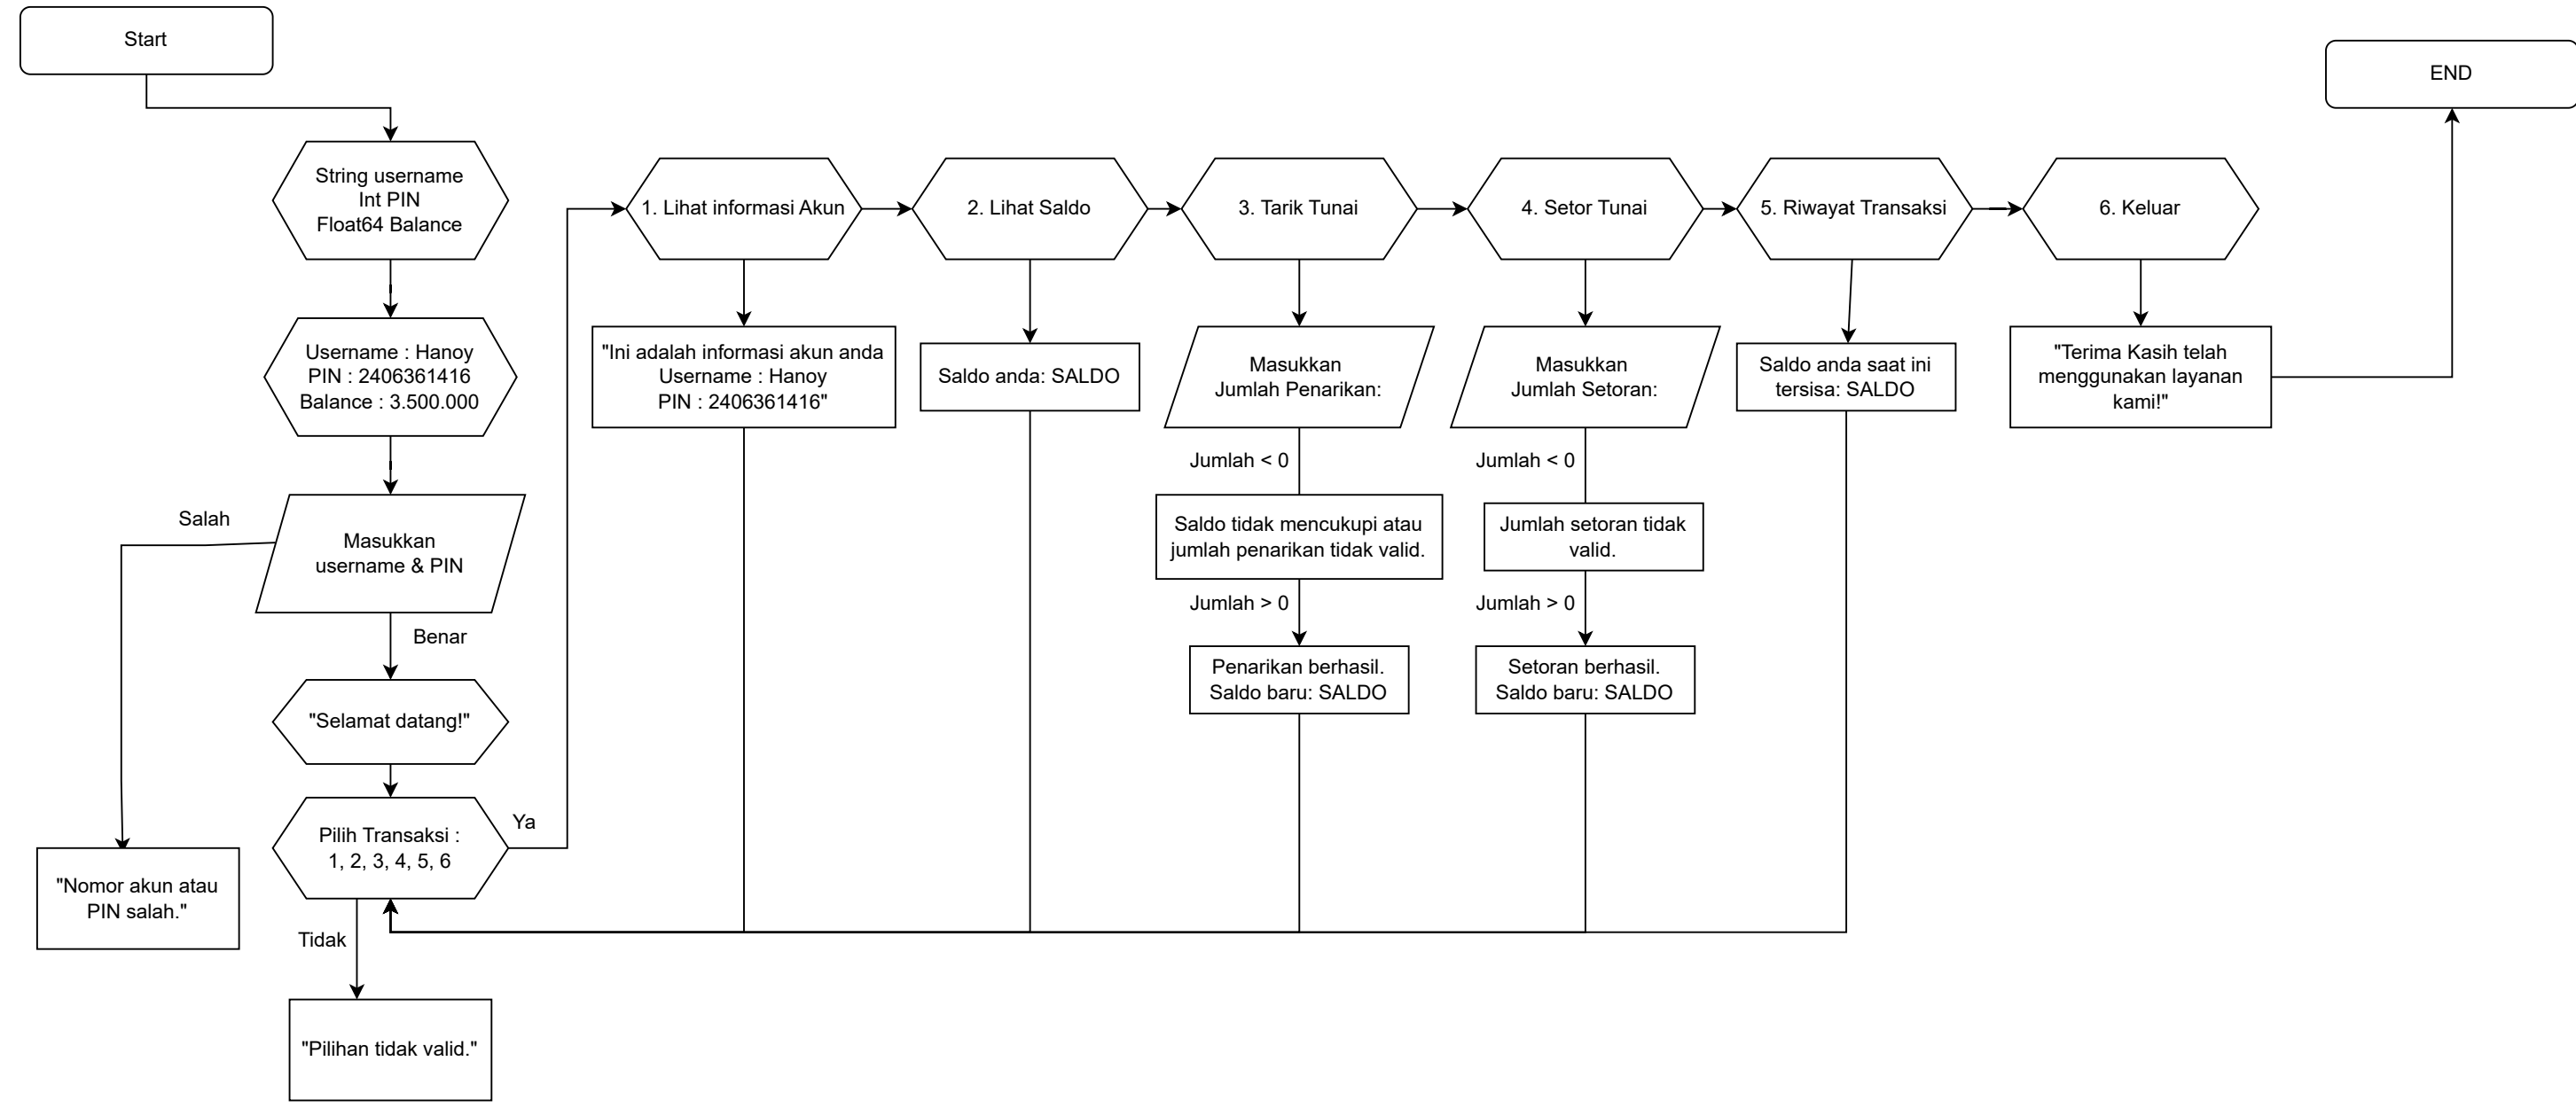 Start
String username
Int PIN
Float64 Balance
Username : Hanoy
PIN : 2406361416
Balance : 3.500.000
Salah
Masukkan
username & PIN
Benar
"Selamat datang!"
Pilih Transaksi :
1, 2, 3, 4, 5, 6
Ya
Tidak
"Nomor akun atau
PIN salah."
"Pilihan tidak valid."
1. Lihat informasi Akun
"Ini adalah informasi akun anda
Username : Hanoy
PIN : 2406361416"
2. Lihat Saldo
Saldo anda: SALDO
3. Tarik Tunai
Masukkan
Jumlah Penarikan:
Jumlah < 0
Saldo tidak mencukupi atau
jumlah penarikan tidak valid.
Jumlah > 0
Penarikan berhasil.
Saldo baru: SALDO
4. Setor Tunai
Masukkan
Jumlah Setoran:
Jumlah < 0
Jumlah setoran tidak
valid.
Jumlah > 0
Setoran berhasil.
Saldo baru: SALDO
5. Riwayat Transaksi
Saldo anda saat ini
tersisa: SALDO
6. Keluar
"Terima Kasih telah
menggunakan layanan
kami!"
END